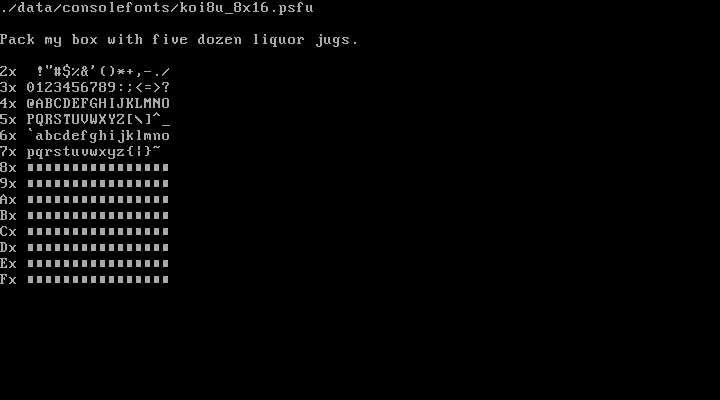 ./data/consolefonts/koi8u_8x16.psfu
Pack my box with five dozen liquor jugs.
2x  !"#$%&'()*+,-./
3x 0123456789:;<=>?
4x @ABCDEFGHIJKLMNO
5x PQRSTUVWXYZ[\]^_
6x `abcdefghijklmno
7x pqrstuvwxyz{|}~
8x ∎∎∎∎∎∎∎∎∎∎∎∎∎∎∎∎
9x ∎∎∎∎∎∎∎∎∎∎∎∎∎∎∎∎
Ax ∎∎∎∎∎∎∎∎∎∎∎∎∎∎∎∎
Bx ∎∎∎∎∎∎∎∎∎∎∎∎∎∎∎∎
Cx ∎∎∎∎∎∎∎∎∎∎∎∎∎∎∎∎
Dx ∎∎∎∎∎∎∎∎∎∎∎∎∎∎∎∎
Ex ∎∎∎∎∎∎∎∎∎∎∎∎∎∎∎∎
Fx ∎∎∎∎∎∎∎∎∎∎∎∎∎∎∎∎